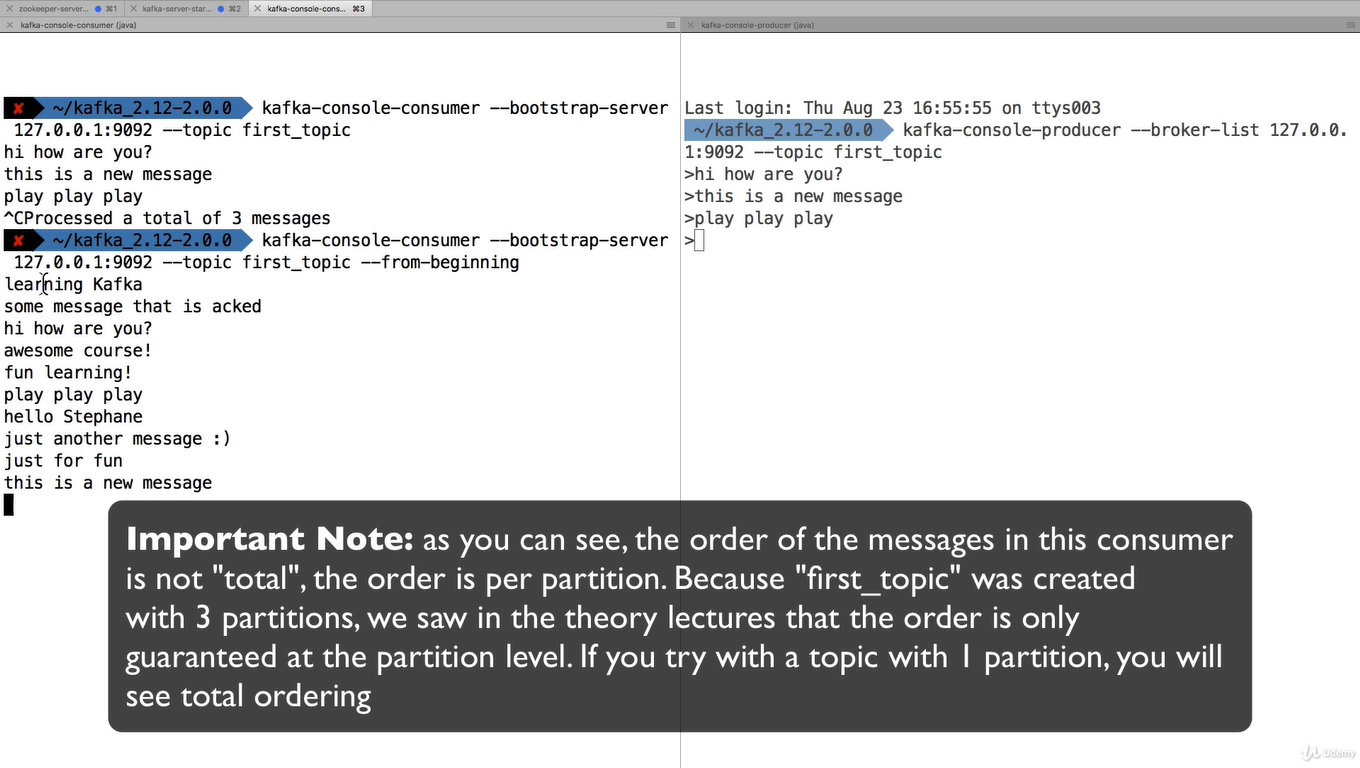 zookeeper-server... ⌘1
kafka-server-star... ⌘2
kafka-console-cons... ⌘3
kafka-console-consumer (java)
kafka-console-producer (java)
✘ ~/kafka_2.12-2.0.0 kafka-console-consumer --bootstrap-server
127.0.0.1:9092 --topic first_topic
hi how are you?
this is a new message
play play play
^CProcessed a total of 3 messages
✘ ~/kafka_2.12-2.0.0 kafka-console-consumer --bootstrap-server
127.0.0.1:9092 --topic first_topic --from-beginning
learning Kafka
some message that is acked
hi how are you?
awesome course!
fun learning!
play play play
hello Stephane
just another message :)
just for fun
this is a new message
Last login: Thu Aug 23 16:55:55 on ttys003
~/kafka_2.12-2.0.0 kafka-console-producer --broker-list 127.0.0.
1:9092 --topic first_topic
>hi how are you?
>this is a new message
>play play play
>
Important Note: as you can see, the order of the messages in this consumer
is not "total", the order is per partition. Because "first_topic" was created
with 3 partitions, we saw in the theory lectures that the order is only
guaranteed at the partition level. If you try with a topic with 1 partition, you will
see total ordering
Udemy